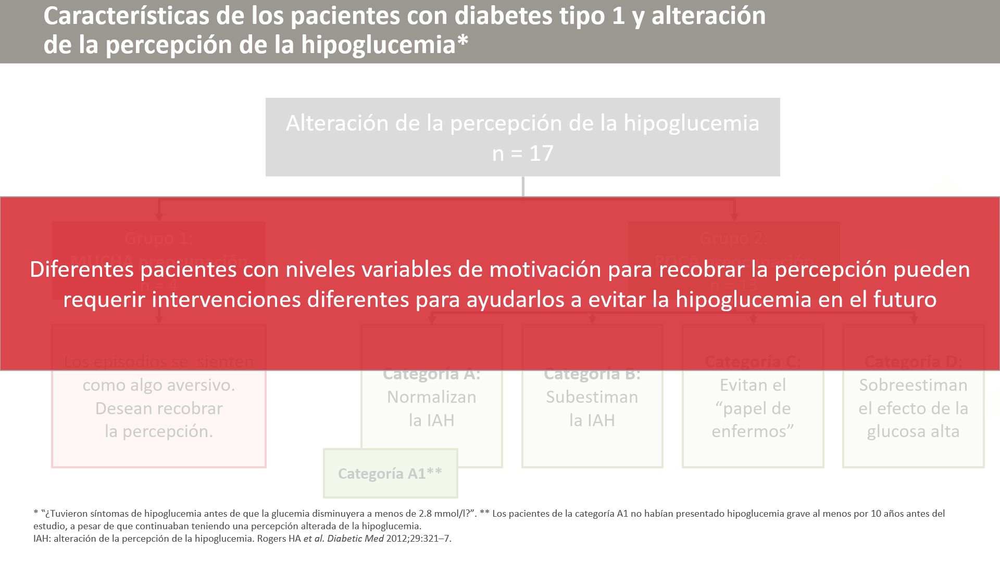 Características de los pacientes con diabetes tipo 1 y alteración
de la percepción de la hipoglucemia*
Alteración de la percepción de la hipoglucemia
n = 17
Grupo 1:
MUCHA preocupación
n = 4
Grupo 2:
POCA preocupación
n = 13
Diferentes pacientes con niveles variables de motivación para recobrar la percepción pueden
requerir intervenciones diferentes para ayudarlos a evitar la hipoglucemia en el futuro
Los episodios se sienten
como algo aversivo.
Desean recobrar
la percepción.
Categoría A:
Normalizan
la IAH
Categoría A1**
Categoría B:
Subestiman
la IAH
Categoría C:
Evitan el
“papel de
enfermos”
Categoría D:
Sobreestiman
el efecto de la
glucosa alta
* “¿Tuvieron síntomas de hipoglucemia antes de que la glucemia disminuyera a menos de 2.8 mmol/l?”. ** Los pacientes de la categoría A1 no habían presentado hipoglucemia grave al menos por 10 años antes del
estudio, a pesar de que continuaban teniendo una percepción alterada de la hipoglucemia.
IAH: alteración de la percepción de la hipoglucemia. Rogers HA et al. Diabetic Med 2012;29:321–7.